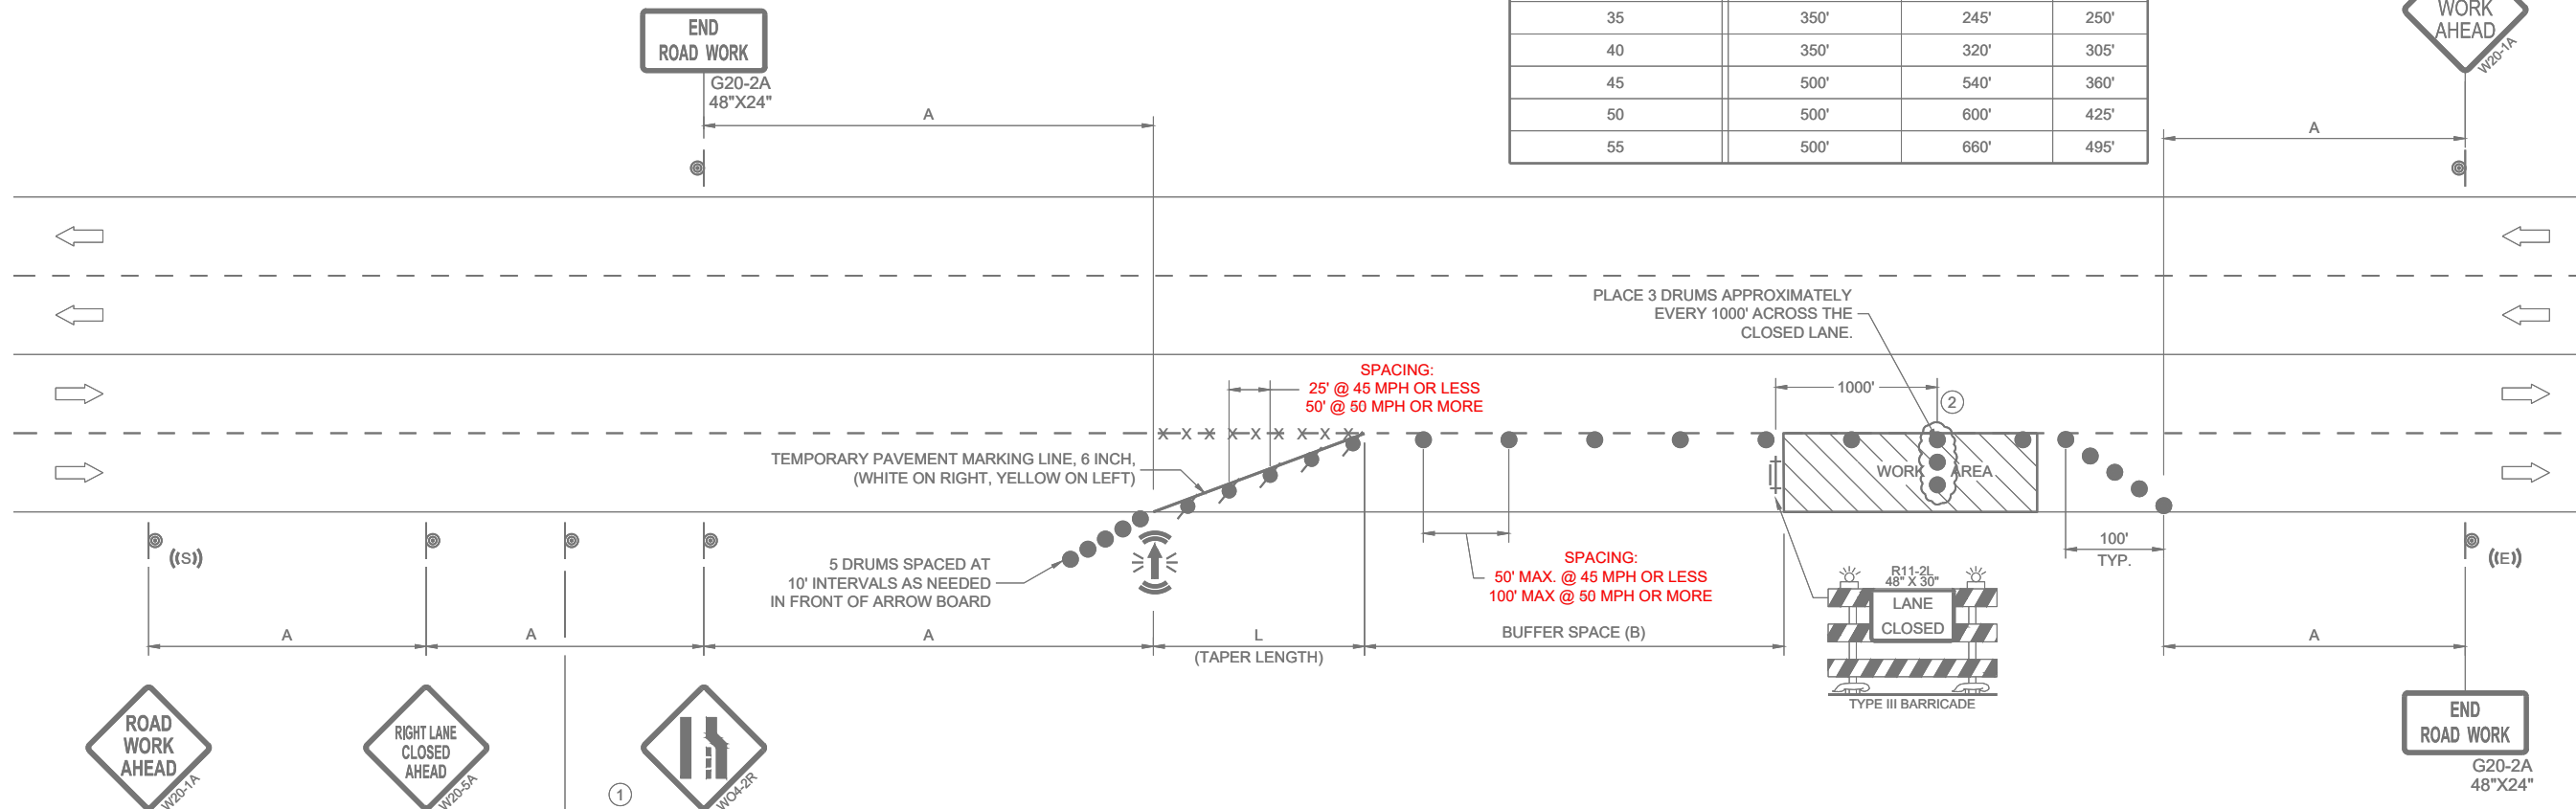 END
ROAD WORK
G20-2A
48"X24"
A
35 350' 245' 250'
40 350' 320' 305'
45 500' 540' 360'
50 500' 600' 425'
55 500' 660' 495'
WORK
AHEAD
W20-1A
A
PLACE 3 DRUMS APPROXIMATELY
EVERY 1000' ACROSS THE
CLOSED LANE.
SPACING:
25' @ 45 MPH OR LESS
50' @ 50 MPH OR MORE
1000'
2
X X X X X X X X X
TEMPORARY PAVEMENT MARKING LINE, 6 INCH,
(WHITE ON RIGHT, YELLOW ON LEFT)
WORK AREA
((S))
5 DRUMS SPACED AT
10' INTERVALS AS NEEDED
IN FRONT OF ARROW BOARD
SPACING:
50' MAX. @ 45 MPH OR LESS
100' MAX @ 50 MPH OR MORE
100'
TYP.
((E))
R11-2L
48" X 30"
LANE
CLOSED
TYPE III BARRICADE
A
A
A
L
(TAPER LENGTH)
BUFFER SPACE (B)
A
ROAD
WORK
AHEAD
W20-1A
RIGHT LANE
CLOSED
AHEAD
W20-5A
1
WO4-2R
END
ROAD WORK
G20-2A
48"X24"